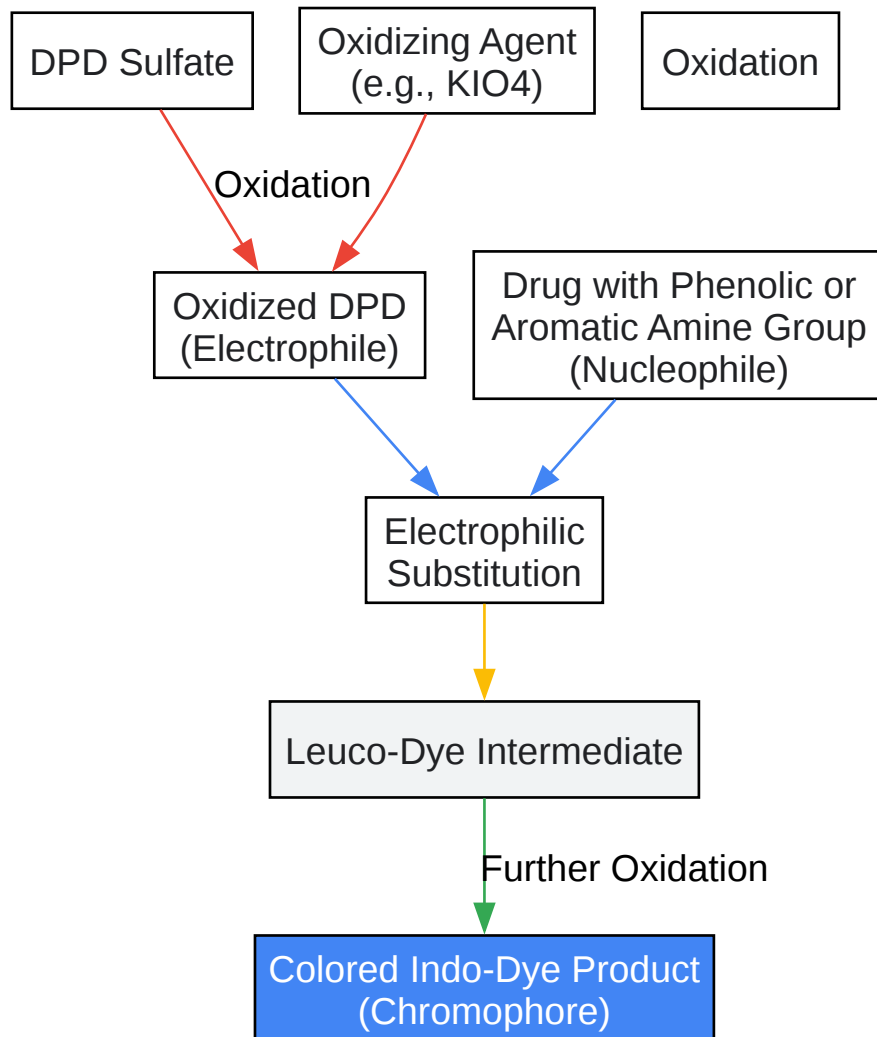 DPD Sulfate
Oxidizing Agent
(e.g., KIO4)
Oxidation
Oxidation
Oxidized DPD
(Electrophile)
Drug with Phenolic or
Aromatic Amine Group
(Nucleophile)
Electrophilic
Substitution
Leuco-Dye Intermediate
Further Oxidation
Colored Indo-Dye Product
(Chromophore)